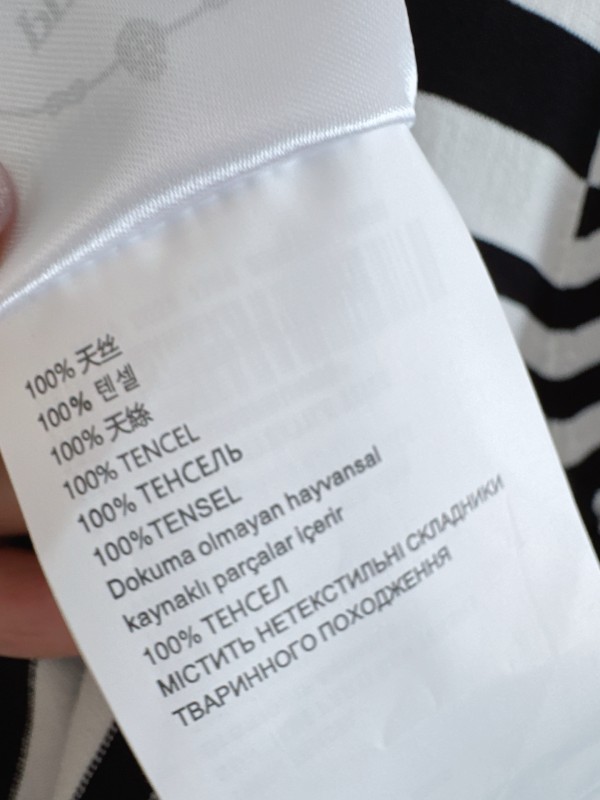 100% 天丝
100% 텐셀
100% 天絲
100% TENCEL
100% ТЕНСЕЛЬ
100%TENSEL
Dokuma olmayan hayvansal
kaynaklı parçalar içerir
100% ТЕНСЕЛ
МІСТИТЬ НЕТЕКСТИЛЬНІ СКЛАДНИКИ
ТВАРИННОГО ПОХОДЖЕННЯ